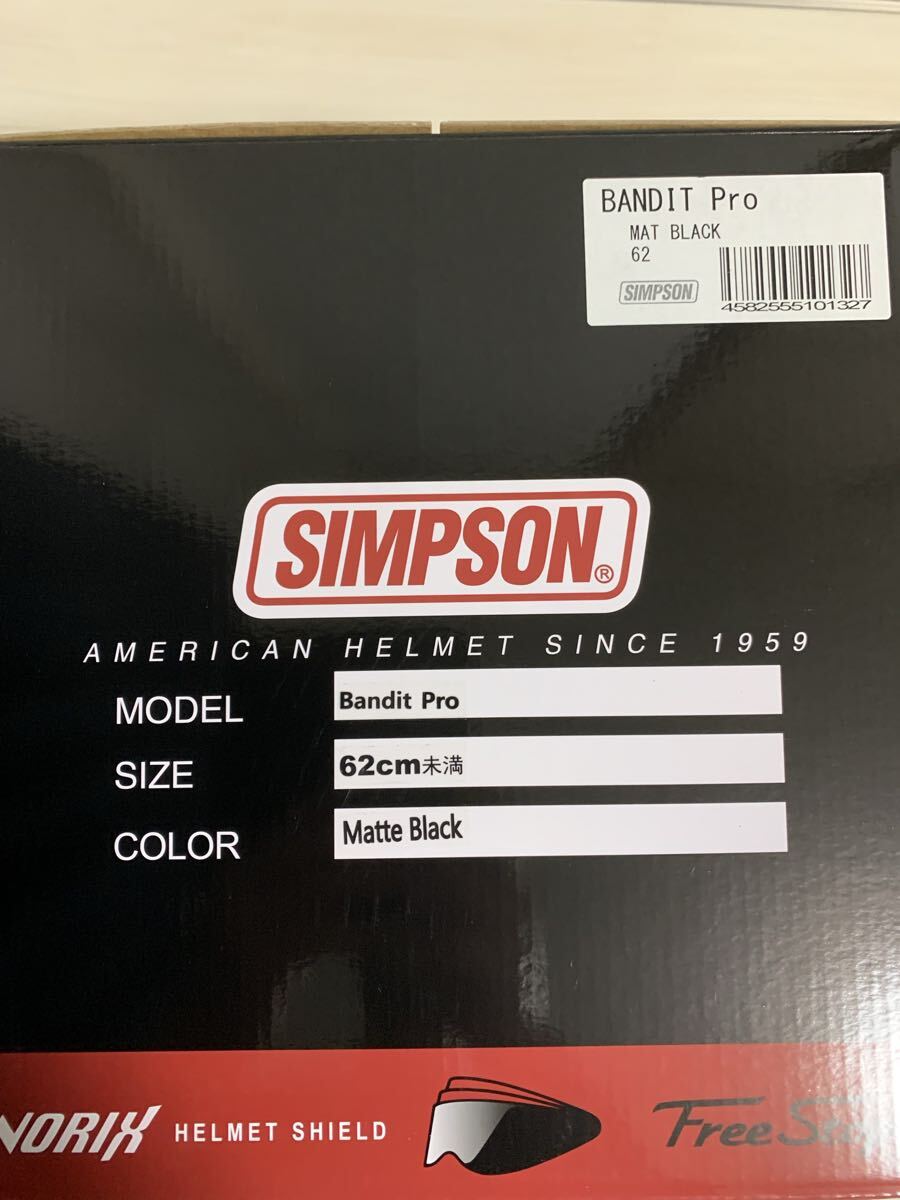 BANDIT Pro
MAT BLACK
62
SIMPSON
4582555101327
SIMPSON®
AMERICAN HELMET SINCE 1959
MODEL Bandit Pro
SIZE 62cm未満
COLOR Matte Black
NORIX HELMET SHIELD
Free